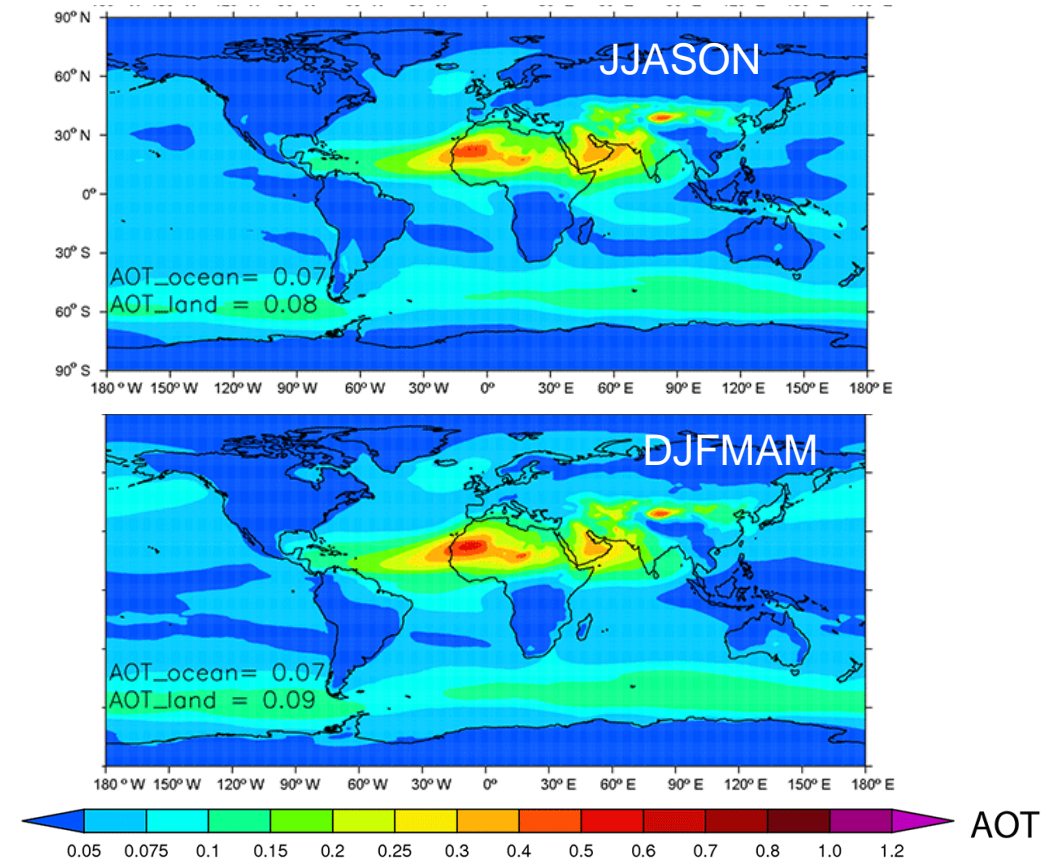 90° N
JJASON
60° N
30° N
0°
30° S
AOT_ocean= 0.07
AOT_land = 0.08
60° S
90° S
180 °W 150° W 120° W 90° W 60° W 30° W 0° 30° E 60° E 90° E 120° E 150° E 180° E
DJFMAM
AOT_ocean= 0.07
AOT_land = 0.09
180 °W 150° W 120° W 90° W 60° W 30° W 0° 30° E 60° E 90° E 120° E 150° E 180° E
AOT
0.05 0.075 0.1 0.15 0.2 0.25 0.3 0.4 0.5 0.6 0.8 1.0 1.2